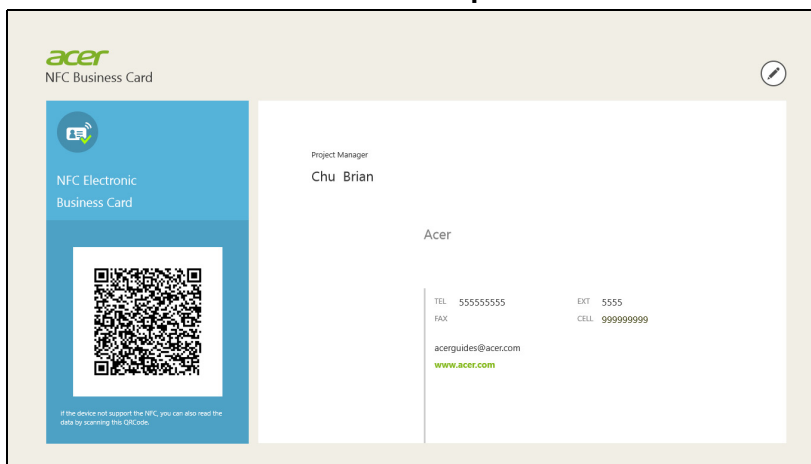 acer
NFC Business Card
NFC Electronic
Business Card
If the device not support the NFC, you can also read the
data by scanning this QRCode.
Project Manager
Chu Brian
Acer
TEL 555555555 EXT 5555
FAX CELL 999999999
acerguides@acer.com
www.acer.com